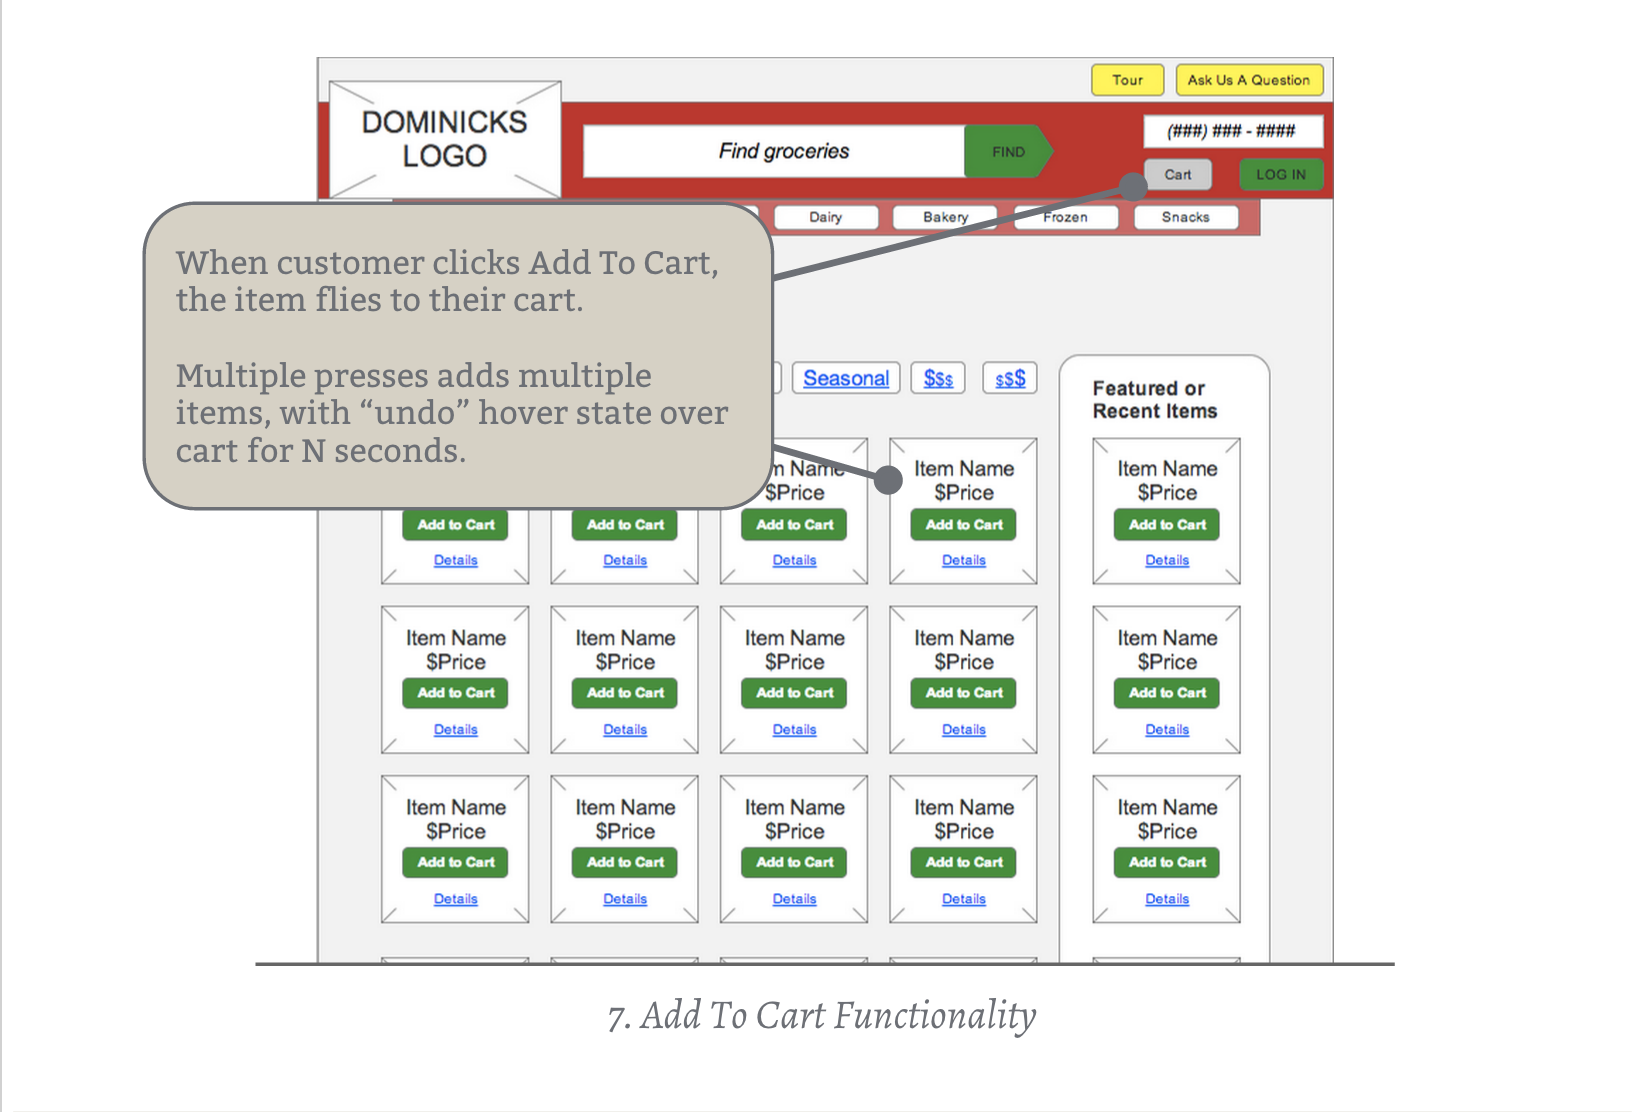 Tour
Ask Us A Question
DOMINICKS
LOGO
Find groceries
FIND
(###) ### - ####
Cart
LOG IN
Dairy
Bakery
Frozen
Snacks
When customer clicks Add To Cart,
the item flies to their cart.
Multiple presses adds multiple
items, with “undo” hover state over
cart for N seconds.
Seasonal
$$$
$$$
Featured or
Recent Items
Name
Item Name
Item Name
$Price
$Price
$Price
Add to Cart
Add to Cart
Add to Cart
Add to Cart
Add to Cart
Details
Details
Details
Details
Details
Item Name
Item Name
Item Name
Item Name
Item Name
$Price
$Price
$Price
$Price
$Price
Add to Cart
Add to Cart
Add to Cart
Add to Cart
Add to Cart
Details
Details
Details
Details
Details
Item Name
Item Name
Item Name
Item Name
Item Name
$Price
$Price
$Price
$Price
$Price
Add to Cart
Add to Cart
Add to Cart
Add to Cart
Add to Cart
Details
Details
Details
Details
Details
7. Add To Cart Functionality